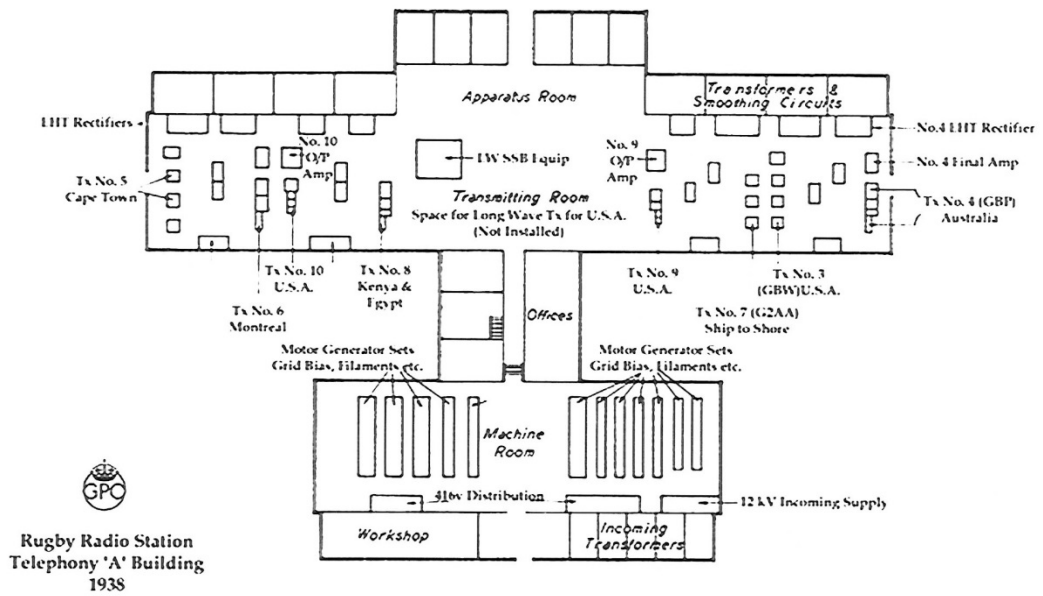 Apparatus Room
Transformers &
Smoothing Circuits
EHT Rectifiers
No. 10
O/P
Amp
LW SSB Equip
No. 9
O/P
Amp
No.4 EHT Rectifier
No. 4 Final Amp
Tx No. 5
Cape Town
Transmitting Room
Space for Long Wave Tx for U.S.A.
(Not Installed)
Tx No. 4 (GBP)
Australia
Tx No. 10
U.S.A.
Tx No. 8
Kenya &
Egypt
Tx No. 9
U.S.A.
Tx No. 3
(GBW)U.S.A.
Tx No. 6
Montreal
Offices
Tx No. 7 (G2AA)
Ship to Shore
Motor Generator Sets
Grid Bias, Filaments etc.
Motor Generator Sets
Grid Bias, Filaments etc.
Machine
Room
416v Distribution
12 kV Incoming Supply
Workshop
Incoming
Transformers
GPO
Rugby Radio Station
Telephony 'A' Building
1938